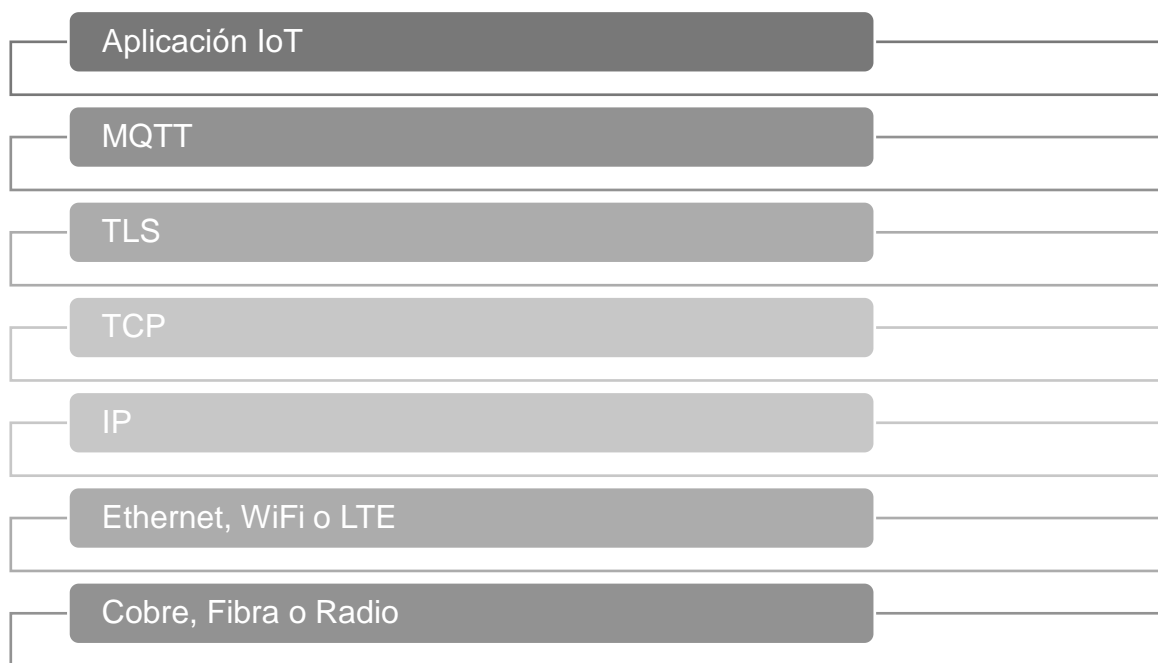 Aplicación IoT
MQTT
TLS
TCP
IP
Ethernet, WiFi o LTE
Cobre, Fibra o Radio